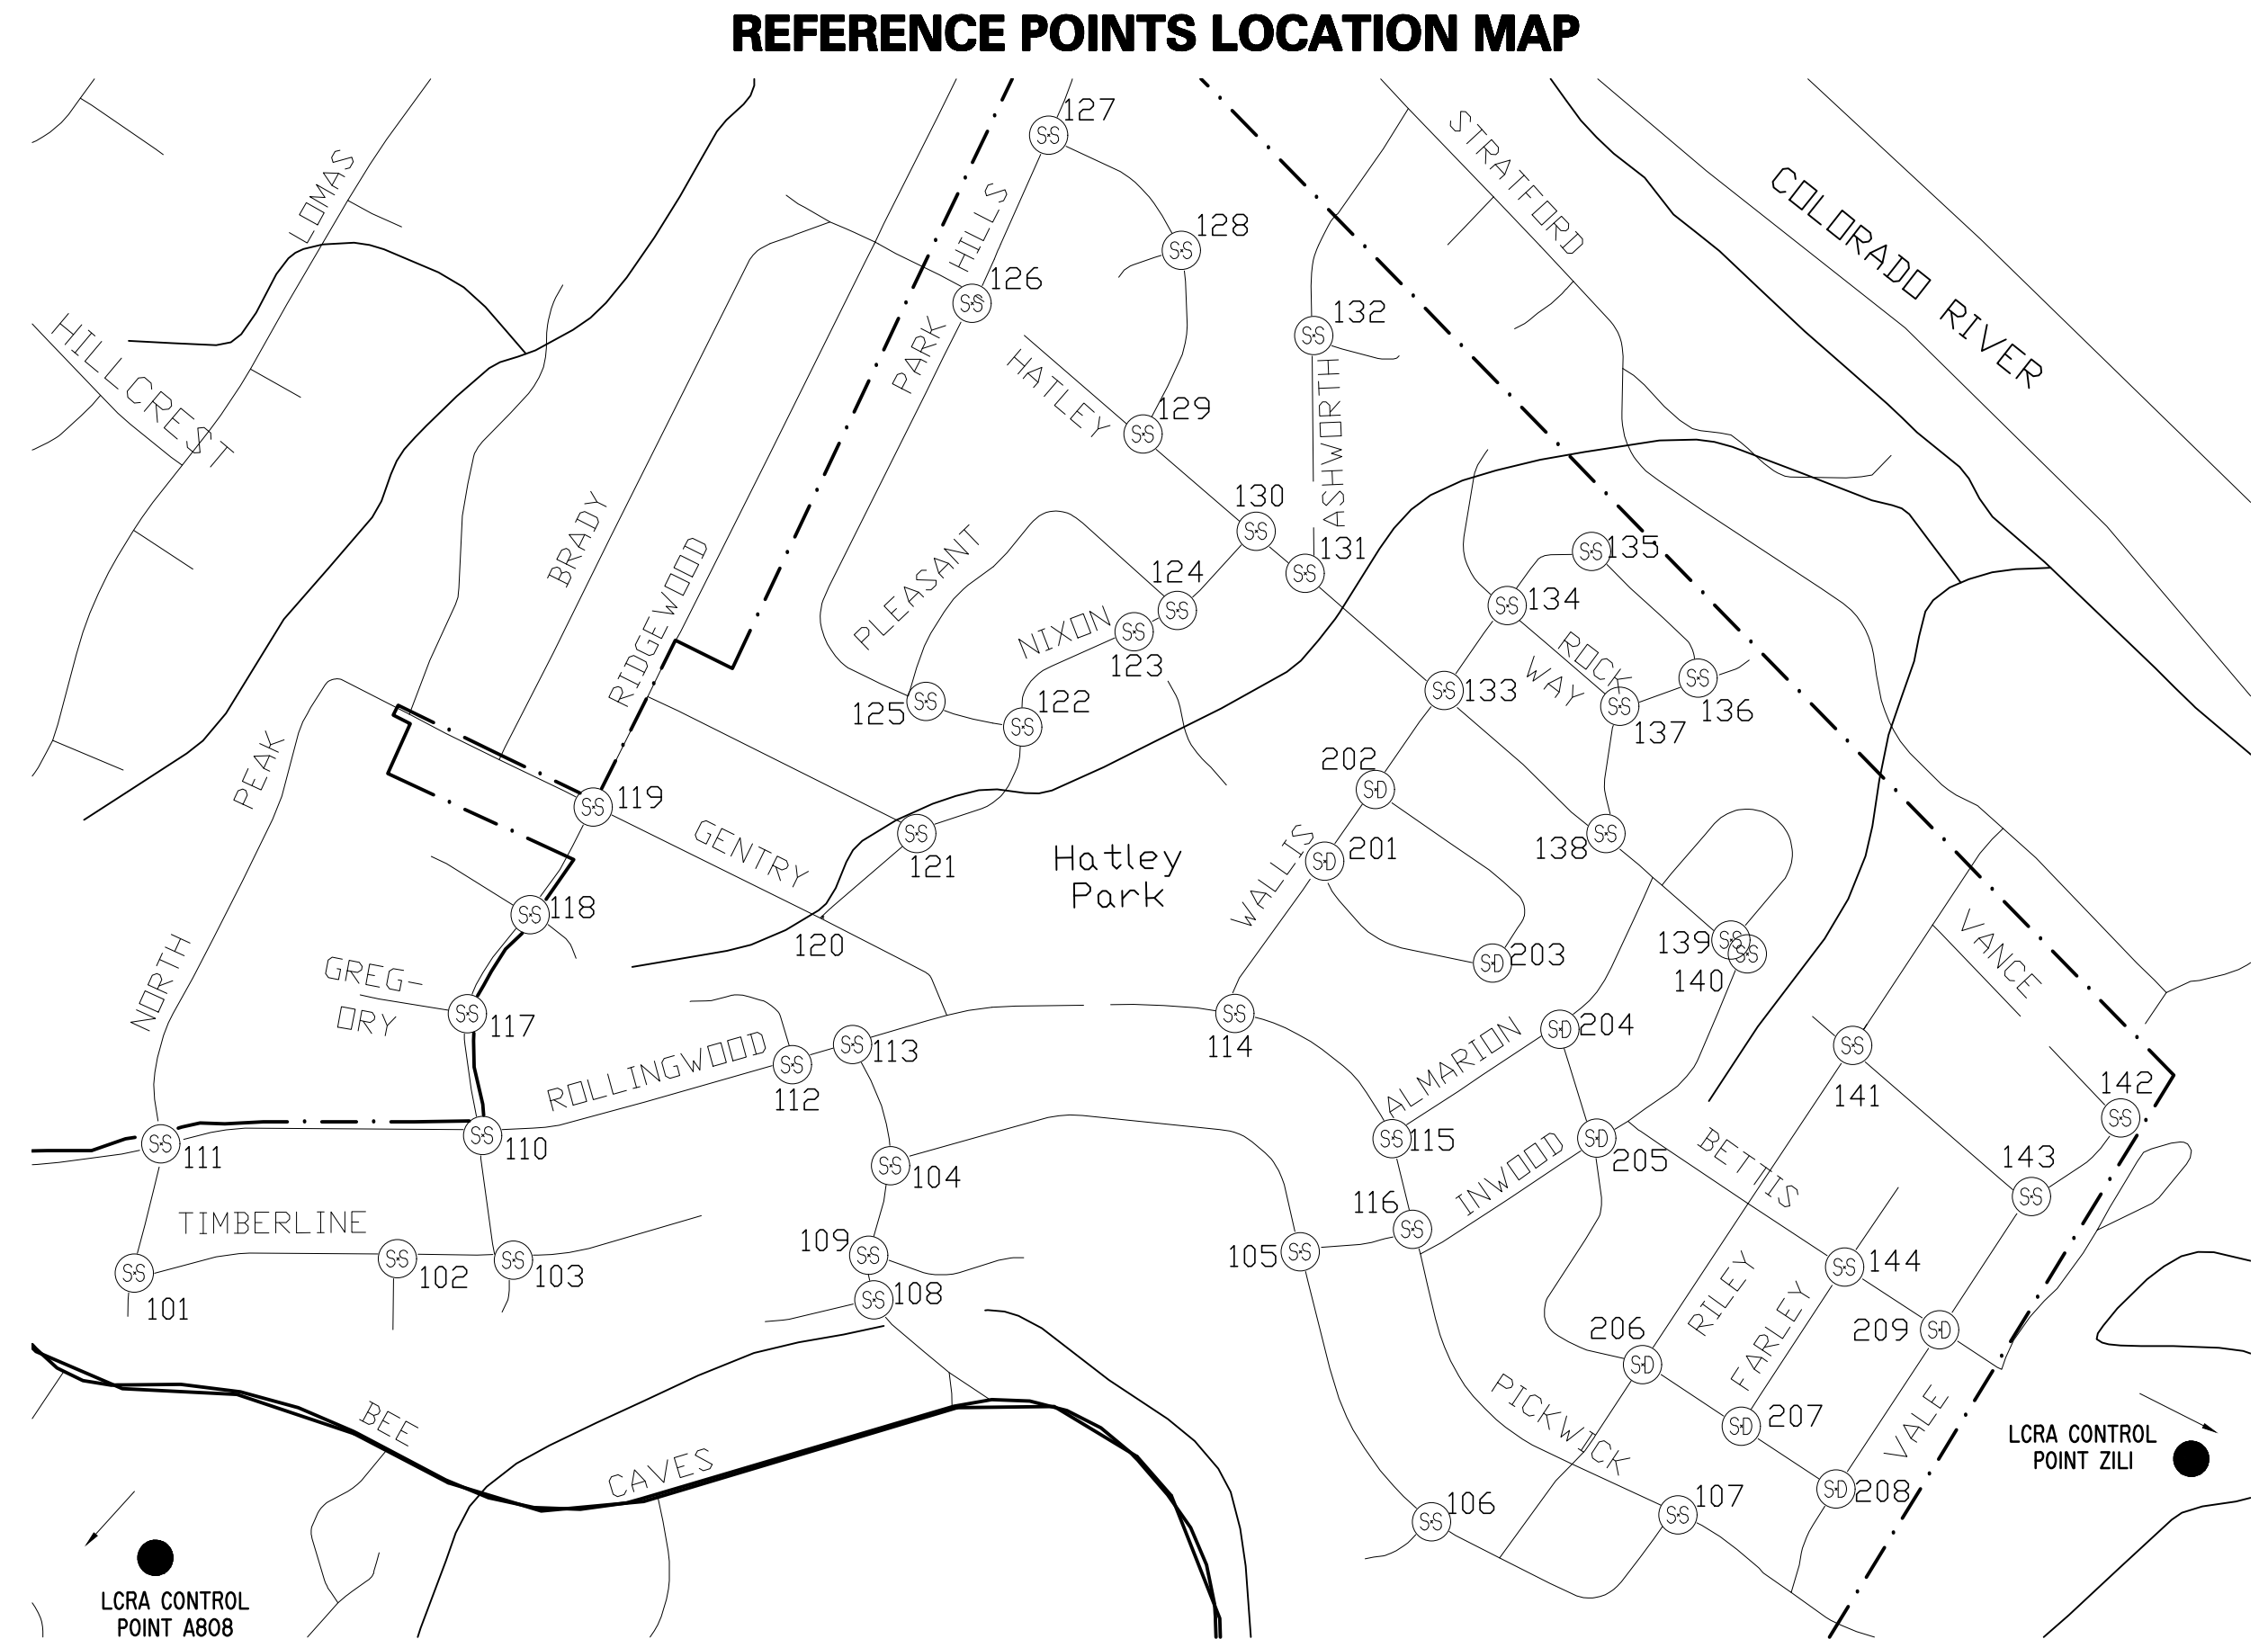 REFERENCE POINTS LOCATION MAP
127
S-S
STRATFORD
LOMAS
COLORADO RIVER
HILLS
128
S-S
126
S-S
132
S-S
PARK
HILLCREST
HATLEY
ASHWORTH
129
S-S
BRADY
130
S-S
RIDGEWOOD
PLEASANT
131
S-S
135
S-S
124
S-S
134
S-S
NIXON
123
S-S
ROCK
WAY
133
S-S
136
S-S
137
S-S
125
S-S
122
S-S
PEAK
202
S-D
119
S-S
GENTRY
121
S-S
138
S-S
WALLIS
201
S-D
Hatley
Park
118
S-S
120
NORTH
GREG-
ORY
203
S-D
139
S-S
140
S-S
VANCE
117
S-S
ROLLINGWOOD
112
S-S
113
S-S
114
S-S
ALMARION
204
S-D
141
S-S
142
S-S
111
S-S
110
S-S
115
S-S
205
S-D
BETTIS
143
S-S
104
S-S
INWOOD
116
S-S
TIMBERLINE
101
S-S
102
S-S
103
S-S
109
S-S
105
S-S
108
S-S
144
S-S
RILEY
FARLEY
206
S-D
209
S-D
PICKWICK
207
S-D
VALE
BEE
CAVES
106
S-S
107
S-S
208
S-D
LCRA CONTROL
POINT ZILI
LCRA CONTROL
POINT A808